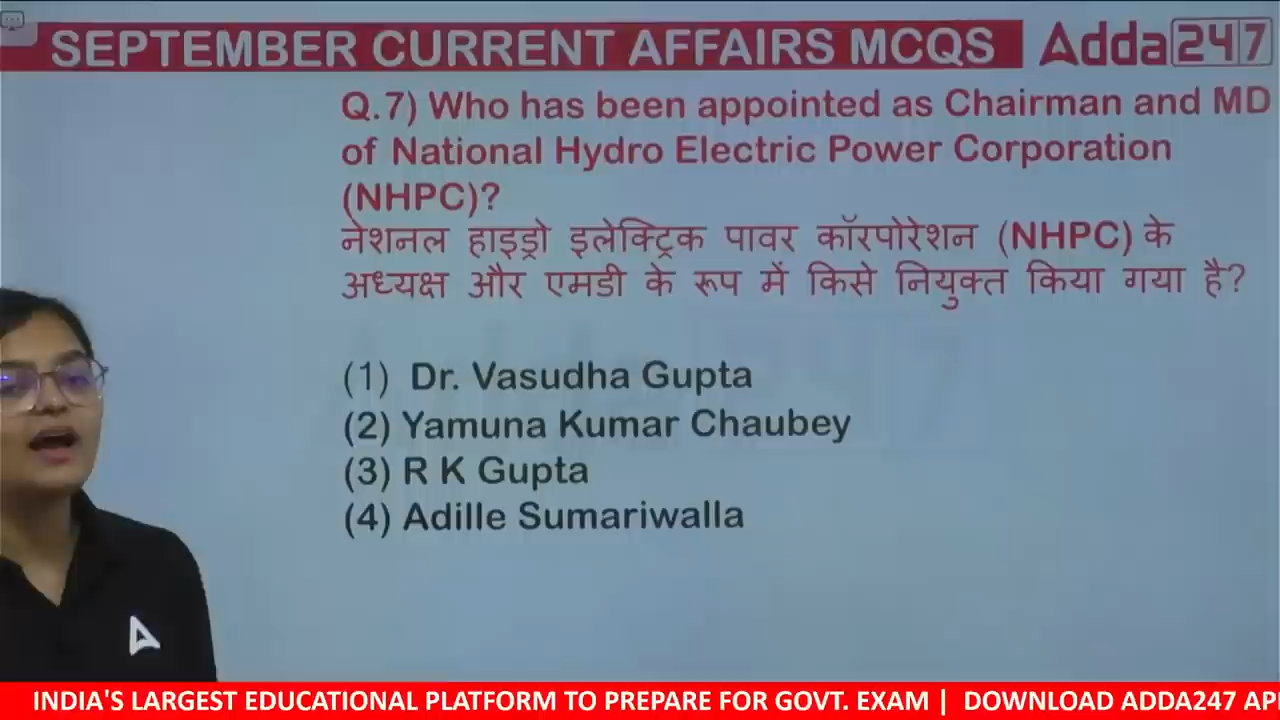 SEPTEMBER CURRENT AFFAIRS MCQS
Adda247
Q.7) Who has been appointed as Chairman and MD
of National Hydro Electric Power Corporation
(NHPC)?
नेशनल हाइड्रो इलेक्ट्रिक पावर कॉरपोरेशन (NHPC) के
अध्यक्ष और एमडी के रूप में किसे नियुक्त किया गया है?
(1) Dr. Vasudha Gupta
(2) Yamuna Kumar Chaubey
(3) R K Gupta
(4) Adille Sumariwalla
INDIA'S LARGEST EDUCATIONAL PLATFORM TO PREPARE FOR GOVT. EXAM | DOWNLOAD ADDA247 AP